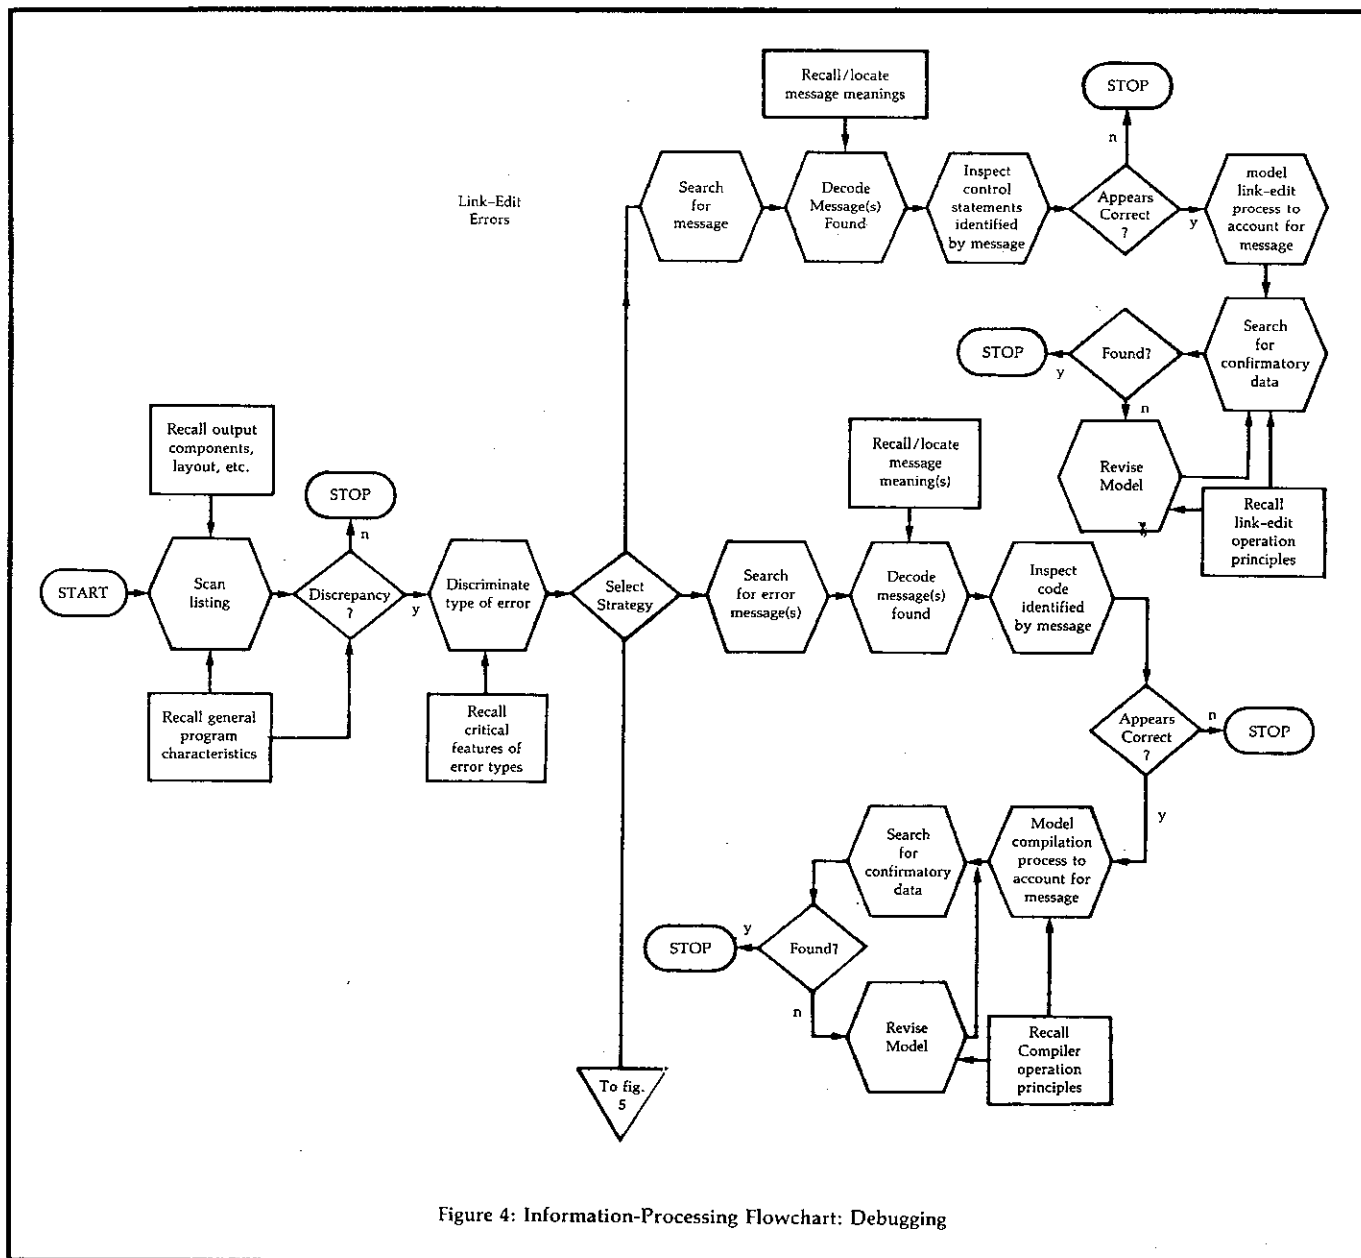 Recall/locate
message meanings
STOP
n
Link-Edit
Errors
Search
for
message
Decode
Message(s)
Found
Inspect
control
statements
identified
by message
Appears
Correct
?
y
model
link-edit
process to
account for
message
STOP
y
Found?
n
Search
for
confirmatory
data
Revise
Model
Recall
link-edit
operation
principles
Recall output
components,
layout, etc.
STOP
n
Recall/locate
message
meaning(s)
START
Scan
listing
Discrepancy
?
y
Discriminate
type of error
Select
Strategy
Search
for error
message(s)
Decode
message(s)
found
Inspect
code
identified
by message
Recall general
program
characteristics
Recall
critical
features of
error types
Appears
Correct
?
n
STOP
y
Search
for
confirmatory
data
Model
compilation
process to
account for
message
STOP
y
Found?
n
Revise
Model
Recall
Compiler
operation
principles
To fig.
5
Figure 4: Information-Processing Flowchart: Debugging